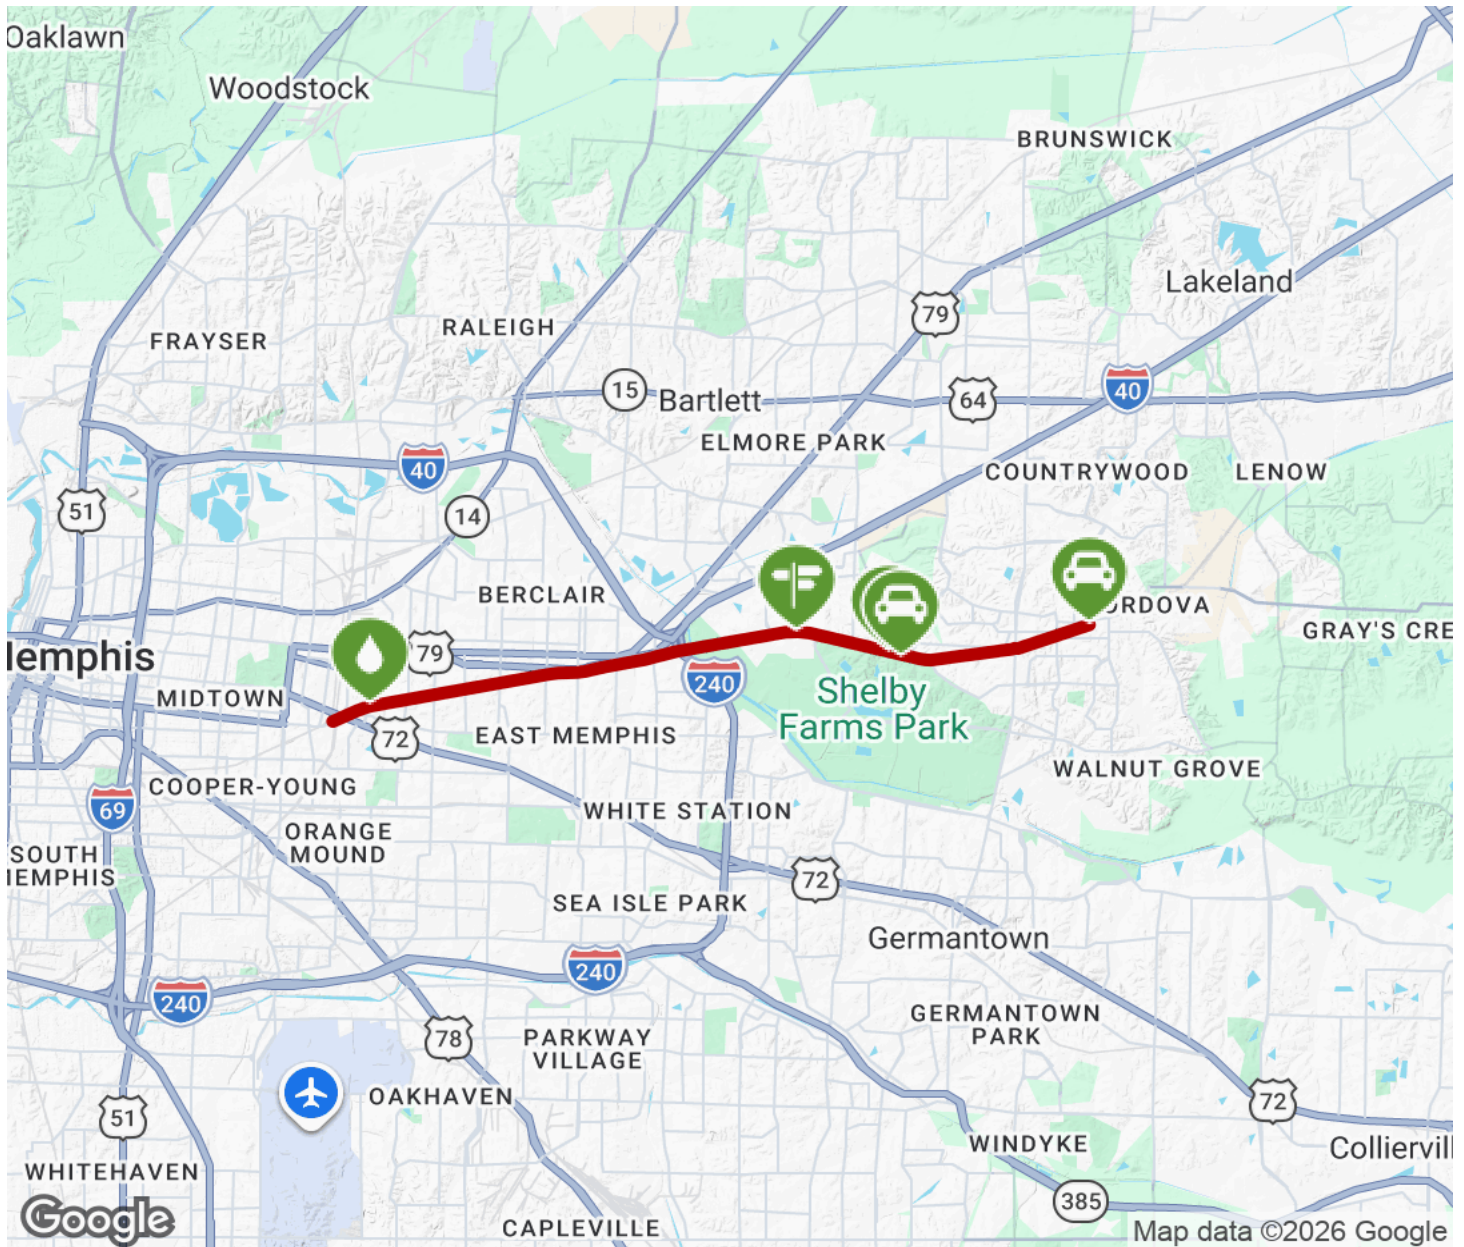 Oaklawn
Woodstock
BRUNSWICK
Lakeland
79
FRAYSER
RALEIGH
15
Bartlett
64
40
ELMORE PARK
40
COUNTRYWOOD
LENOW
51
14
BERCLAIR
ORDOVA
GRAY'S CRE
79
lemphis
240
Shelby
Farms Park
MIDTOWN
72
EAST MEMPHIS
WALNUT GROVE
COOPER-YOUNG
69
WHITE STATION
ORANGE
MOUND
SOUTH
MEMPHIS
72
SEA ISLE PARK
Germantown
240
240
GERMANTOWN
PARK
78
PARKWAY
VILLAGE
OAKHAVEN
72
51
WINDYKE
Colliervill
WHITEHAVEN
385
Google
CAPLEVILLE
Map data ©2026 Google